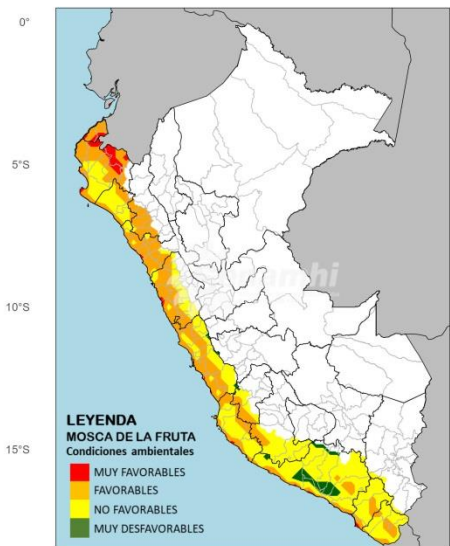 0°
5°S
10°S
15°S
LEYENDA
MOSCA DE LA FRUTA
Condiciones ambientales
MUY FAVORABLES
FAVORABLES
NO FAVORABLES
MUY DESFAVORABLES